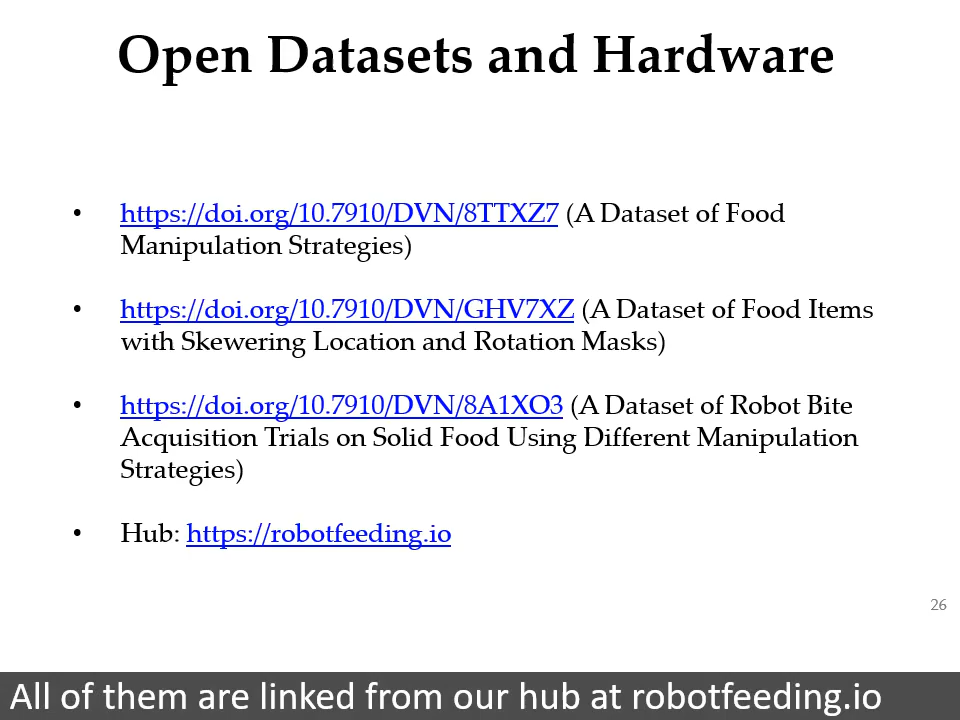 Open Datasets and Hardware
• https://doi.org/10.7910/DVN/8TTXZ7 (A Dataset of Food
Manipulation Strategies)
• https://doi.org/10.7910/DVN/GHV7XZ (A Dataset of Food Items
with Skewering Location and Rotation Masks)
• https://doi.org/10.7910/DVN/8A1XO3 (A Dataset of Robot Bite
Acquisition Trials on Solid Food Using Different Manipulation
Strategies)
• Hub: https://robotfeeding.io
26
All of them are linked from our hub at robotfeeding.io